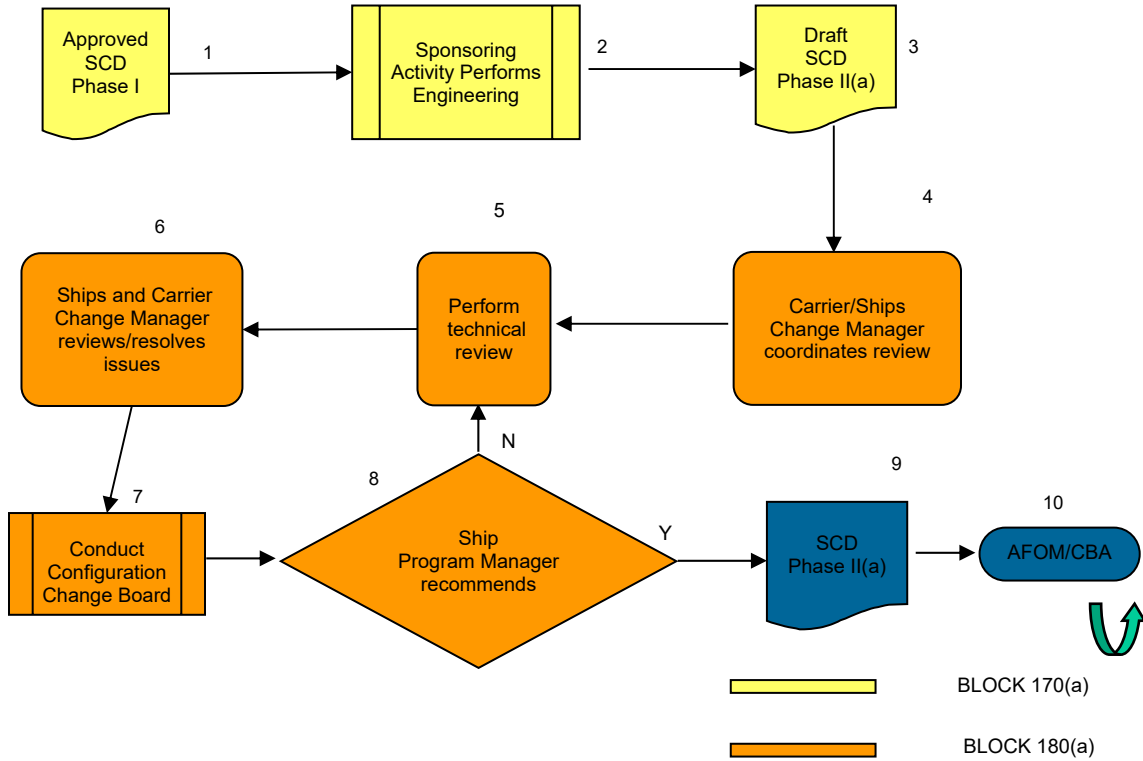 Approved
SCD
Phase I
1
Sponsoring
Activity Performs
Engineering
2
Draft
SCD
Phase II(a)
3
4
Carrier/Ships
Change Manager
coordinates review
5
Perform
technical
review
6
Ships and Carrier
Change Manager
reviews/resolves
issues
7
Conduct
Configuration
Change Board
8
Ship
Program Manager
recommends
N
Y
9
SCD
Phase II(a)
10
AFOM/CBA
BLOCK 170(a)
BLOCK 180(a)